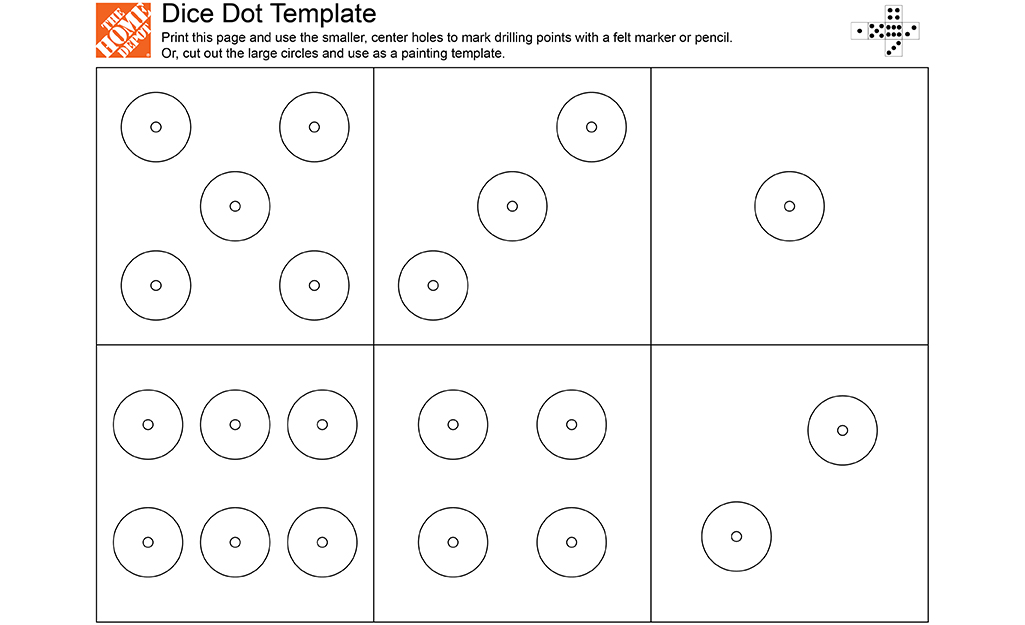 THE
HOME
DEPOT
Dice Dot Template
Print this page and use the smaller, center holes to mark drilling points with a felt marker or pencil.
Or, cut out the large circles and use as a painting template.